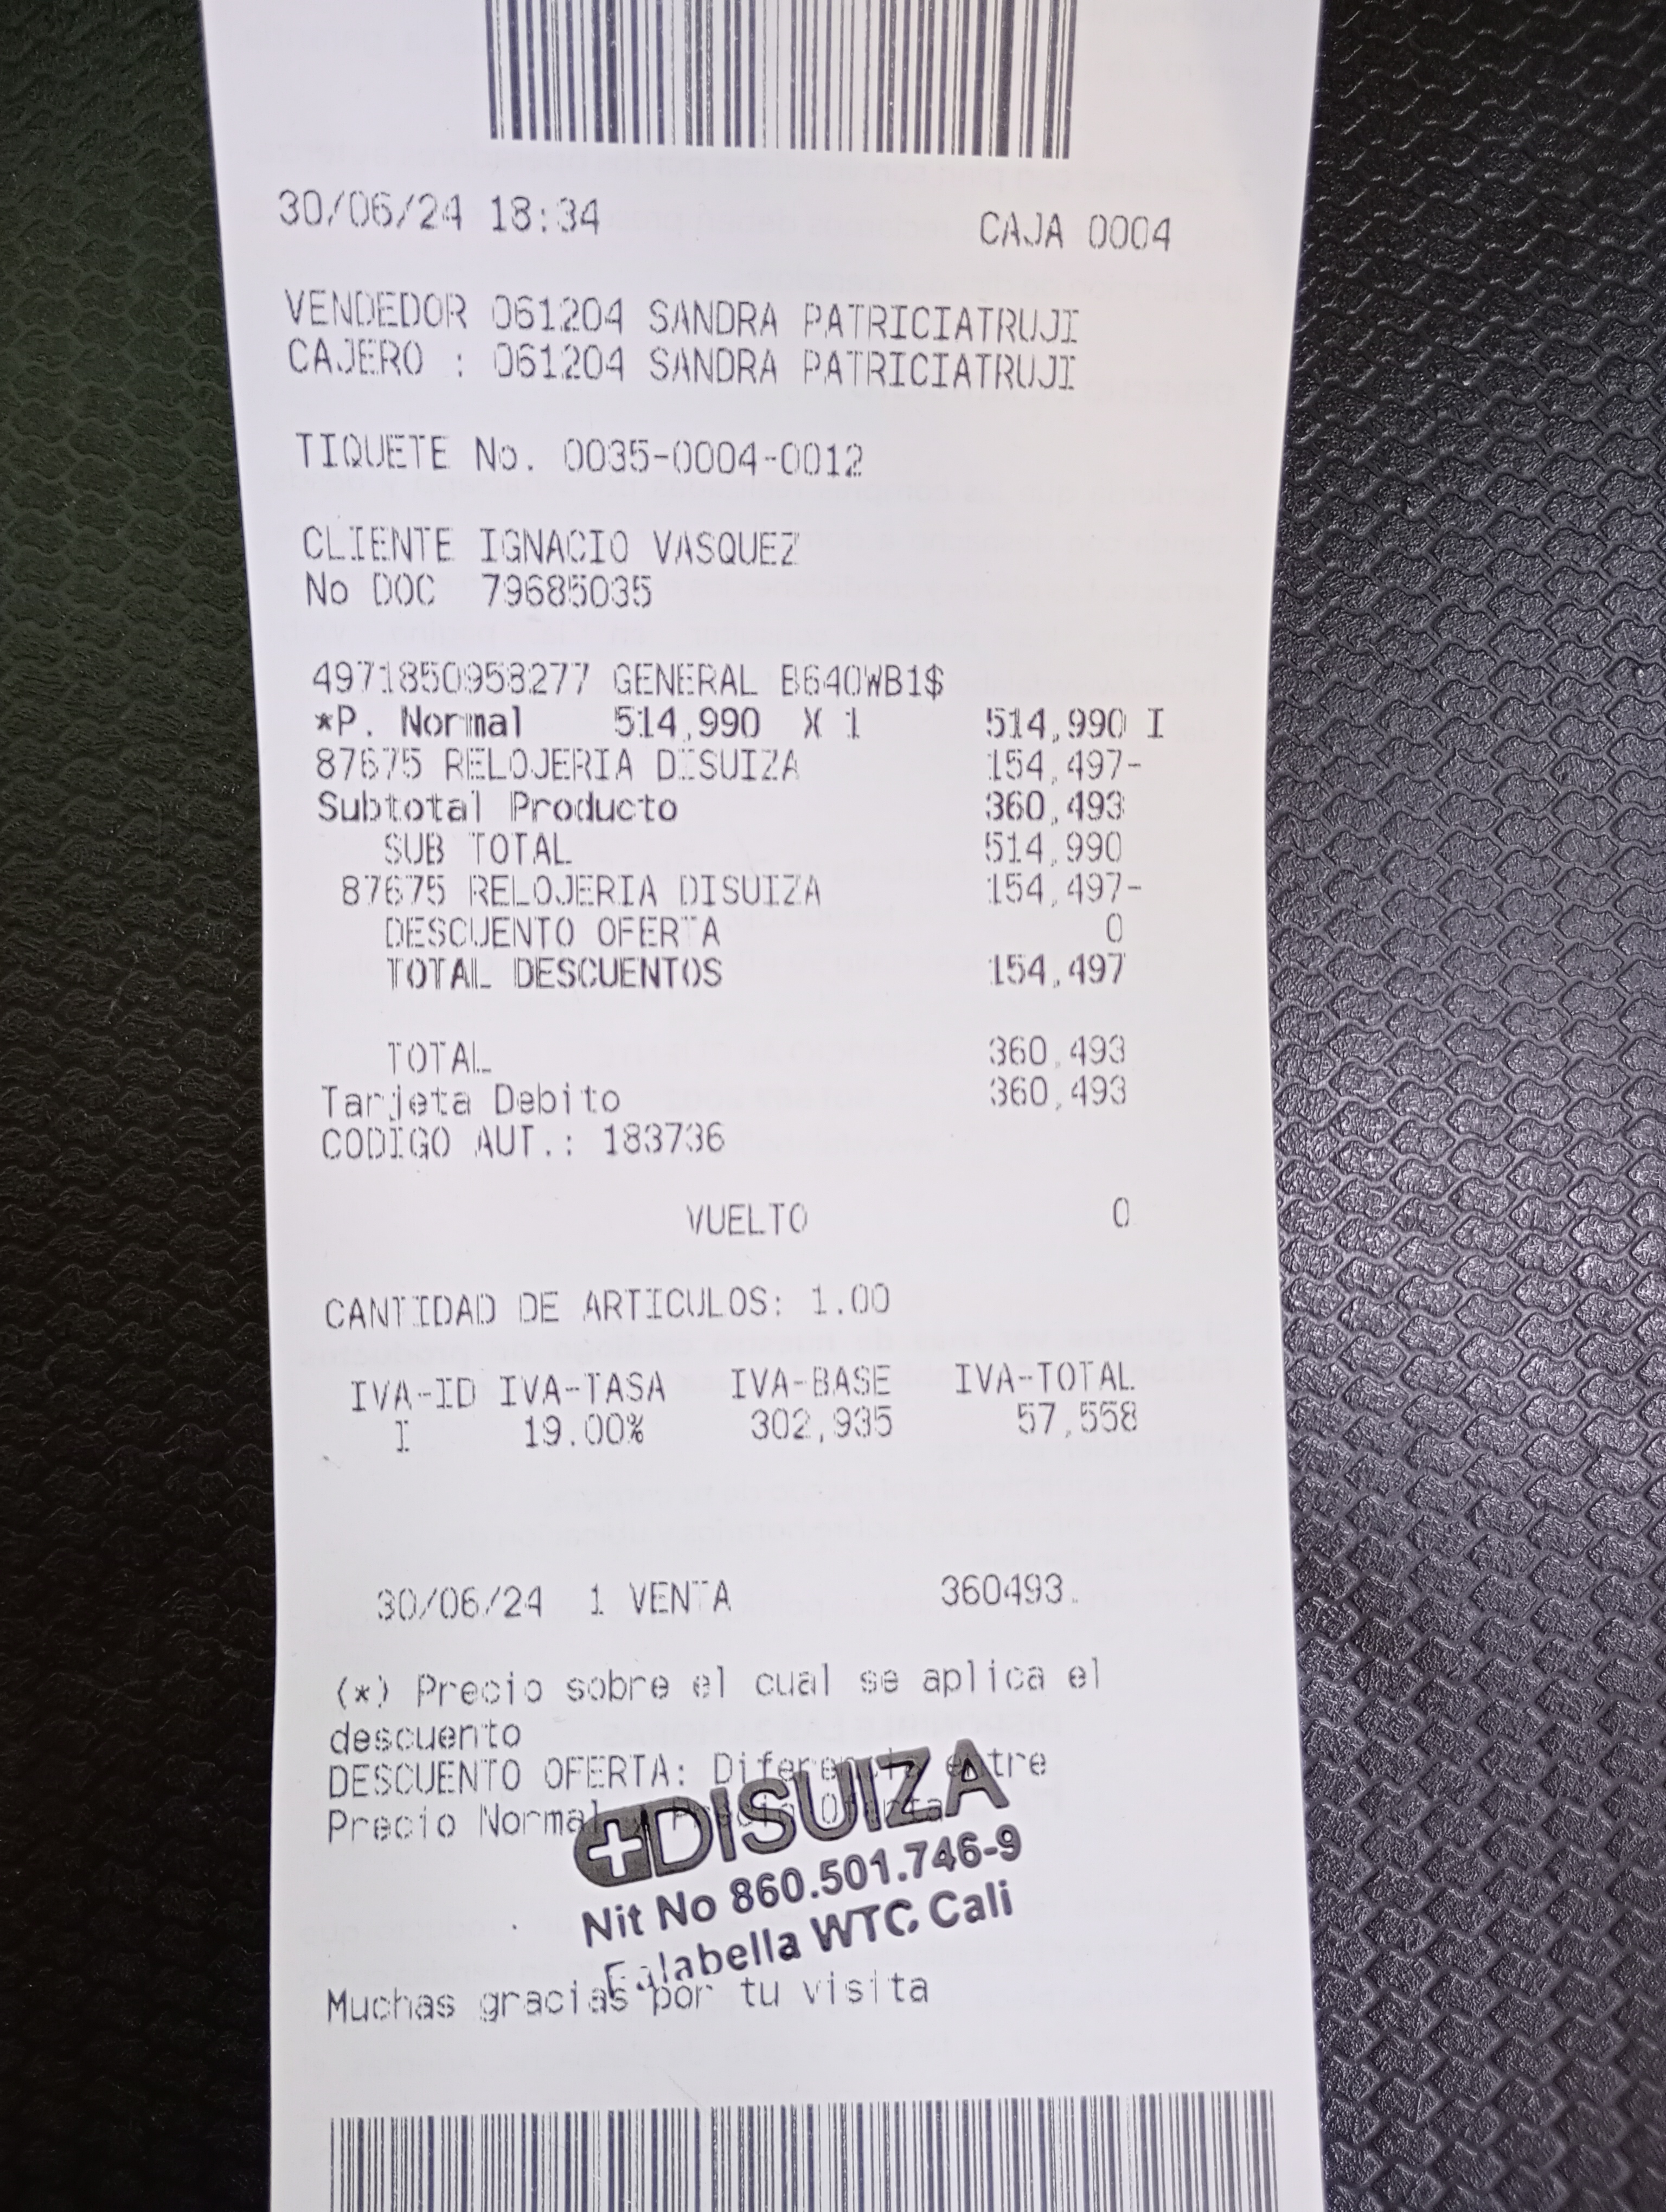 30/06/24 18:34 CAJA 0004
VENDEDOR 061204 SANDRA PATRICIATRUJI
CAJERO : 061204 SANDRA PATRICIATRUJI
TIQUETE No. 0035-0004-0012
CLIENTE IGNACIO VASQUEZ
No DOC 79685035
4971850953277 GENERAL B640WB1$
*P. Normal 514,990 X 1 514,990 I
87675 RELOJERIA DISUIZA 154,497-
Subtotal Producto 360,493
SUB TOTAL 514,990
87675 RELOJERIA DISUIZA 154,497-
DESCUENTO OFERTA 0
TOTAL DESCUENTOS 154,497
TOTAL 360,493
Tarjeta Debito 360,493
CODIGO AUT.: 183736
VUELTO 0
CANTIDAD DE ARTICULOS: 1.00
IVA-ID IVA-TASA IVA-BASE IVA-TOTAL
I 19.00% 302,935 57,558
30/06/24 1 VENTA 360493.
(*) Precio sobre el cual se aplica el
descuento
DESCUENTO OFERTA: Diferencia entre
Precio Normal y Precio Oferta
DISUIZA
Nit No 860.501.746-9
Falabella WTC Cali
Muchas gracias por tu visita